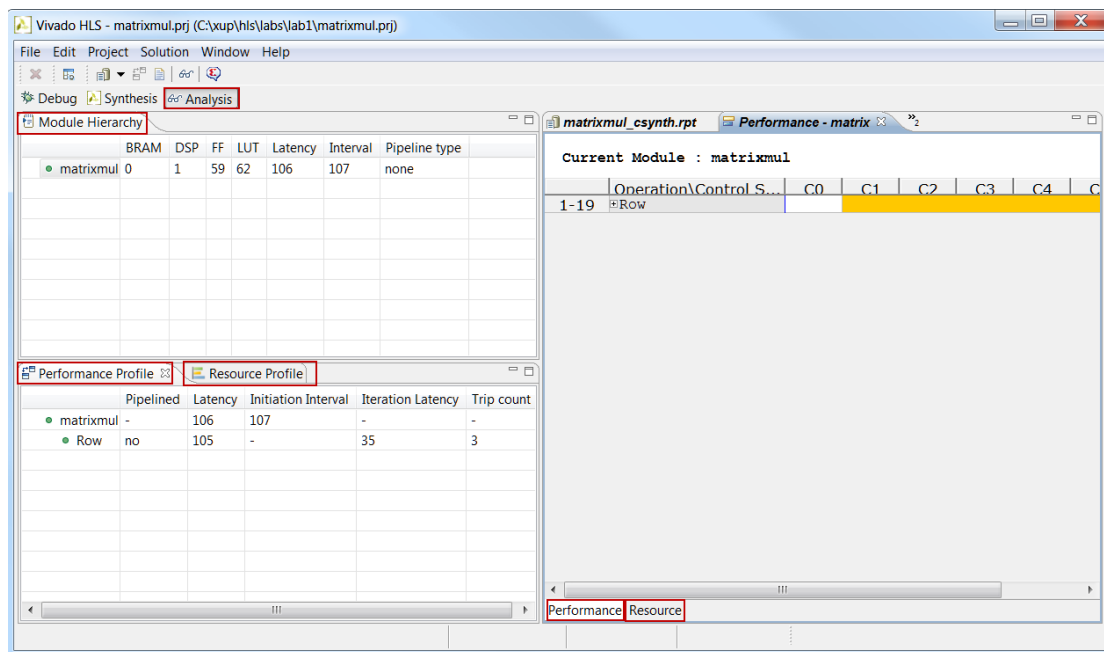 Vivado HLS - matrixmul.prj (C:\xup\hls\labs\lab1\matrixmul.prj)
File Edit Project Solution Window Help
Debug Synthesis Analysis
Module Hierarchy
BRAM DSP FF LUT Latency Interval Pipeline type
matrixmul 0 1 59 62 106 107 none
Performance Profile Resource Profile
Pipelined Latency Initiation Interval Iteration Latency Trip count
matrixmul - 106 107 - -
Row no 105 - 35 3
matrixmul_csynth.rpt Performance - matrix »2
Current Module : matrixmul
Operation\Control S... C0 C1 C2 C3 C4 C
1-19 Row
Performance Resource